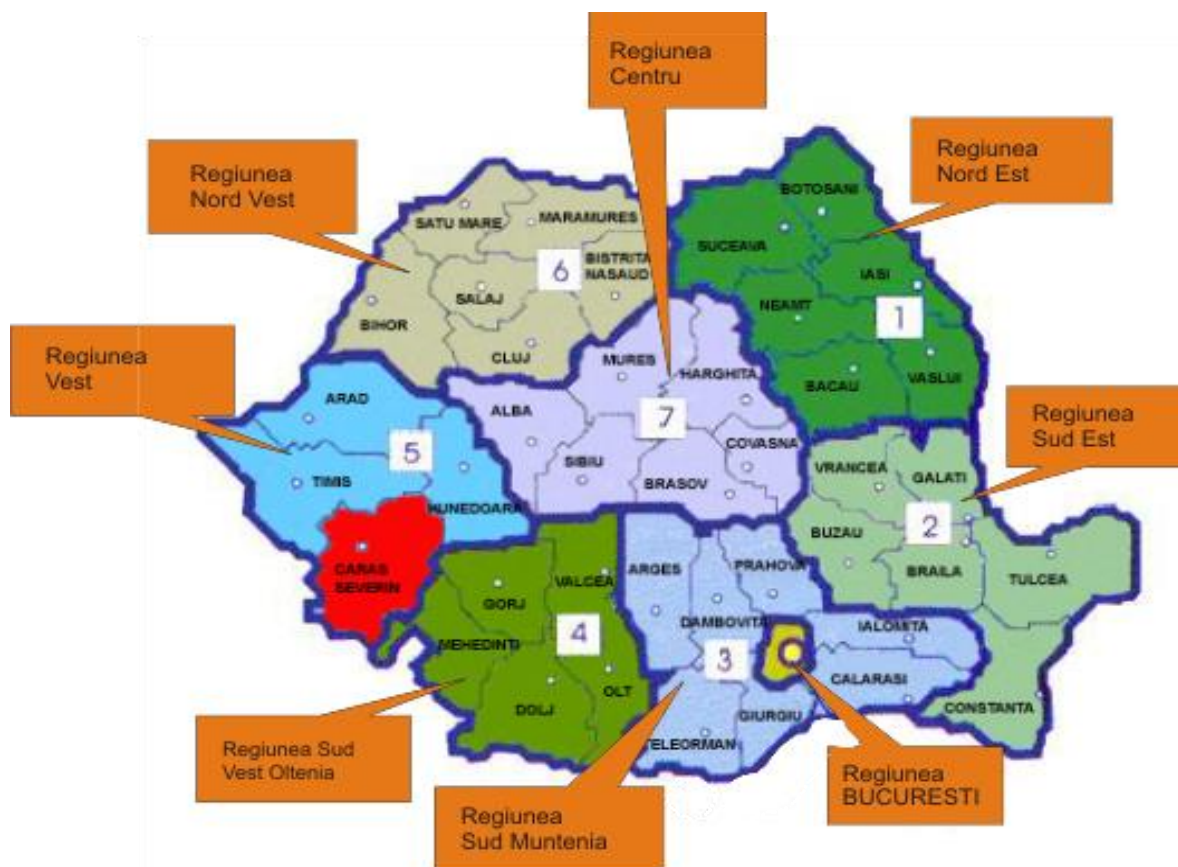 Regiunea
Centru
Regiunea
Nord Vest
Regiunea
Nord Est
BOTOSANI
SATU MARE
MARAMURES
SUCEAVA
BISTRITA
NASAUD
6
IASI
SALAJ
NEAMT
1
BIHOR
CLUJ
Regiunea
Vest
MURES
HARGHITA
BACAU
VASLUI
ARAD
ALBA
7
Regiunea
Sud Est
5
COVASNA
SIBIU
BRASOV
VRANCEA
GALATI
TIMIS
HUNEDOARA
2
BUZAU
CARAS
SEVERIN
ARGES
PRAHOVA
BRAILA
TULCEA
VALCEA
GORJ
DAMBOVITA
IALOMITA
4
MEHEDINTI
3
CALARASI
OLT
DOLJ
GIURGIU
CONSTANTA
TELEORMAN
Regiunea Sud
Vest Oltenia
Regiunea
Sud Muntenia
Regiunea
BUCURESTI